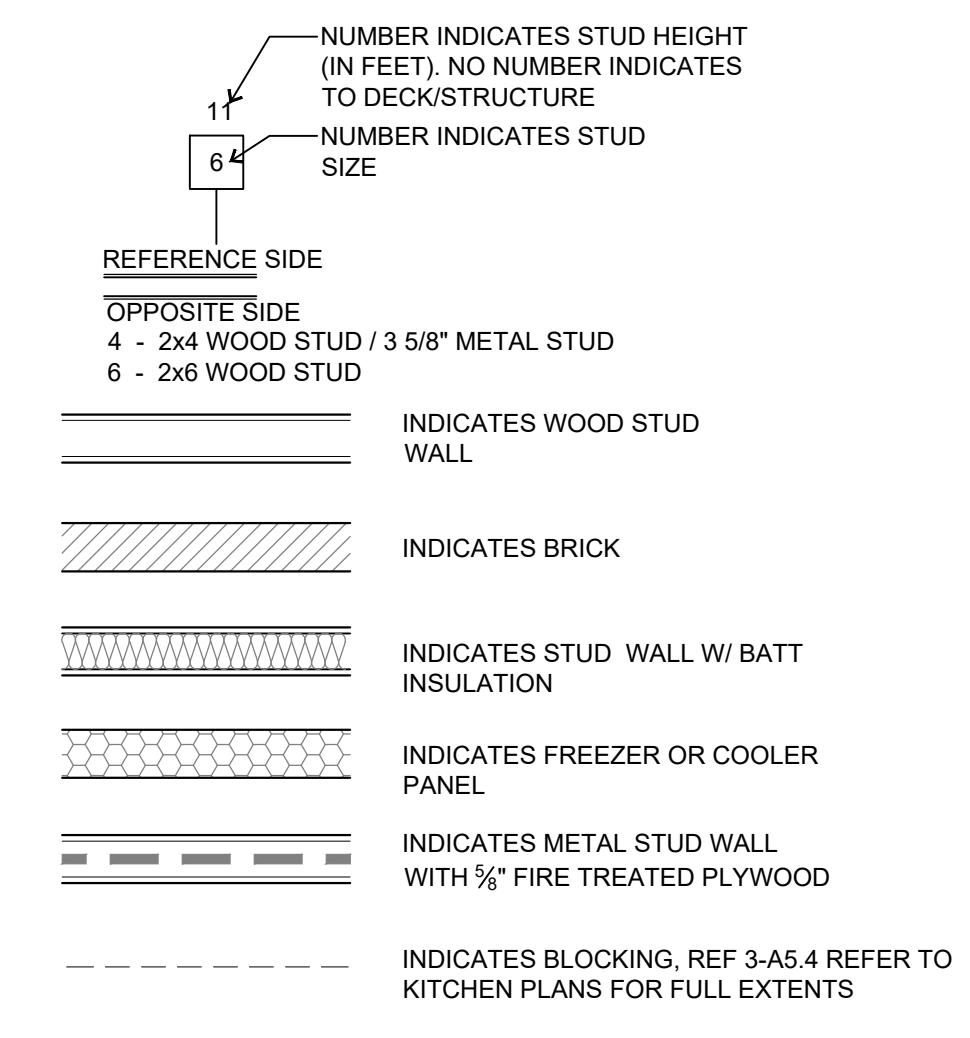 NUMBER INDICATES STUD HEIGHT
(IN FEET). NO NUMBER INDICATES
TO DECK/STRUCTURE
11
NUMBER INDICATES STUD
SIZE
6
REFERENCE SIDE
OPPOSITE SIDE
4 - 2x4 WOOD STUD / 3 5/8" METAL STUD
6 - 2x6 WOOD STUD
INDICATES WOOD STUD
WALL
INDICATES BRICK
INDICATES STUD WALL W/ BATT
INSULATION
INDICATES FREEZER OR COOLER
PANEL
INDICATES METAL STUD WALL
WITH ⅝" FIRE TREATED PLYWOOD
INDICATES BLOCKING, REF 3-A5.4 REFER TO
KITCHEN PLANS FOR FULL EXTENTS